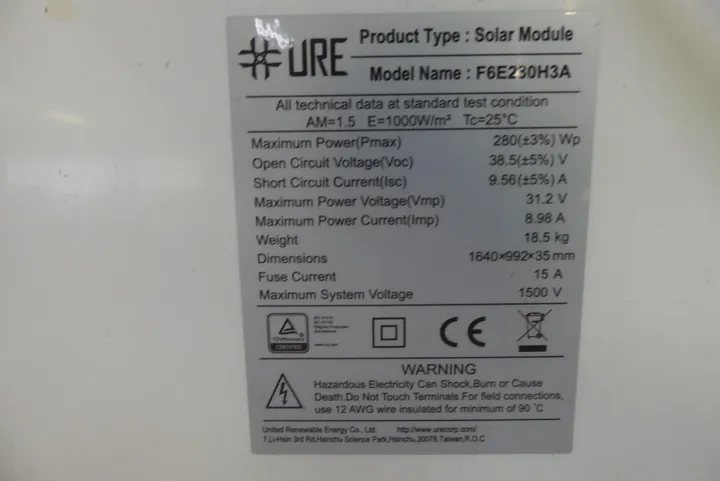 URE
Product Type : Solar Module
Model Name : F6E280H3A
All technical data at standard test condition
AM=1.5 E=1000W/m² Tc=25°C
Maximum Power(Pmax) 280(±3%) Wp
Open Circuit Voltage(Voc) 38.5(±5%) V
Short Circuit Current(Isc) 9.56(±5%) A
Maximum Power Voltage(Vmp) 31.2 V
Maximum Power Current(Imp) 8.98 A
Weight 18.5 kg
Dimensions 1640×992×35 mm
Fuse Current 15 A
Maximum System Voltage 1500 V
CERTIFIED
CE
WARNING
Hazardous Electricity Can Shock,Burn or Cause
Death.Do Not Touch Terminals.For field connections,
use 12 AWG wire insulated for minimum of 90 °C
United Renewable Energy Co., Ltd. http://www.urecorp.com/
7,Li-Hsin 3rd Rd,Hsinchu Science Park,Hsinchu,30078,Taiwan,R.O.C